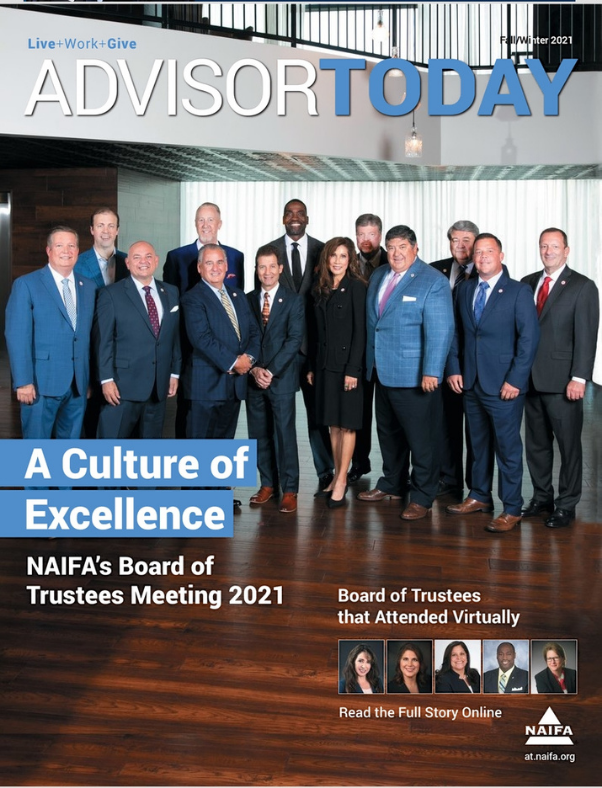 Live+Work+Give
Fall/Winter 2021
ADVISORTODAY
A Culture of
Excellence
NAIFA's Board of
Trustees Meeting 2021
Board of Trustees
that Attended Virtually
Read the Full Story Online
NAIFA
at.naifa.org